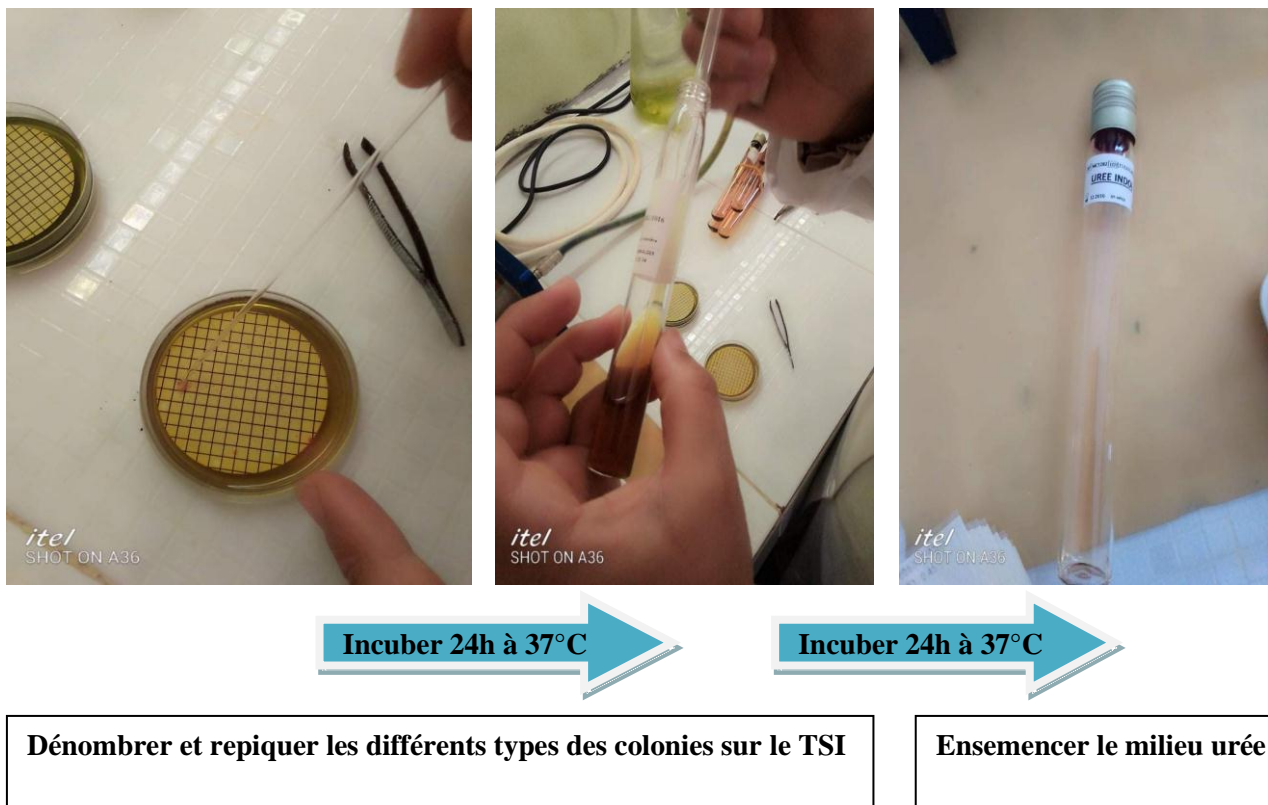 UREE INDO
itel
SHOT ON A36
itel
SHOT ON A36
itel
SHOT ON A36
Incuber 24h à 37°C
Incuber 24h à 37°C
Dénombrer et repiquer les différents types des colonies sur le TSI
Ensemencer le milieu urée